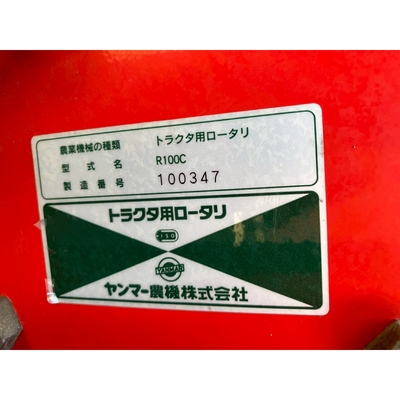 農業機械の種類 トラクタ用ロータリ
型式名 R100C
製造番号 100347
トラクタ用ロータリ
ISO
YANMAR
ヤンマー農機株式会社